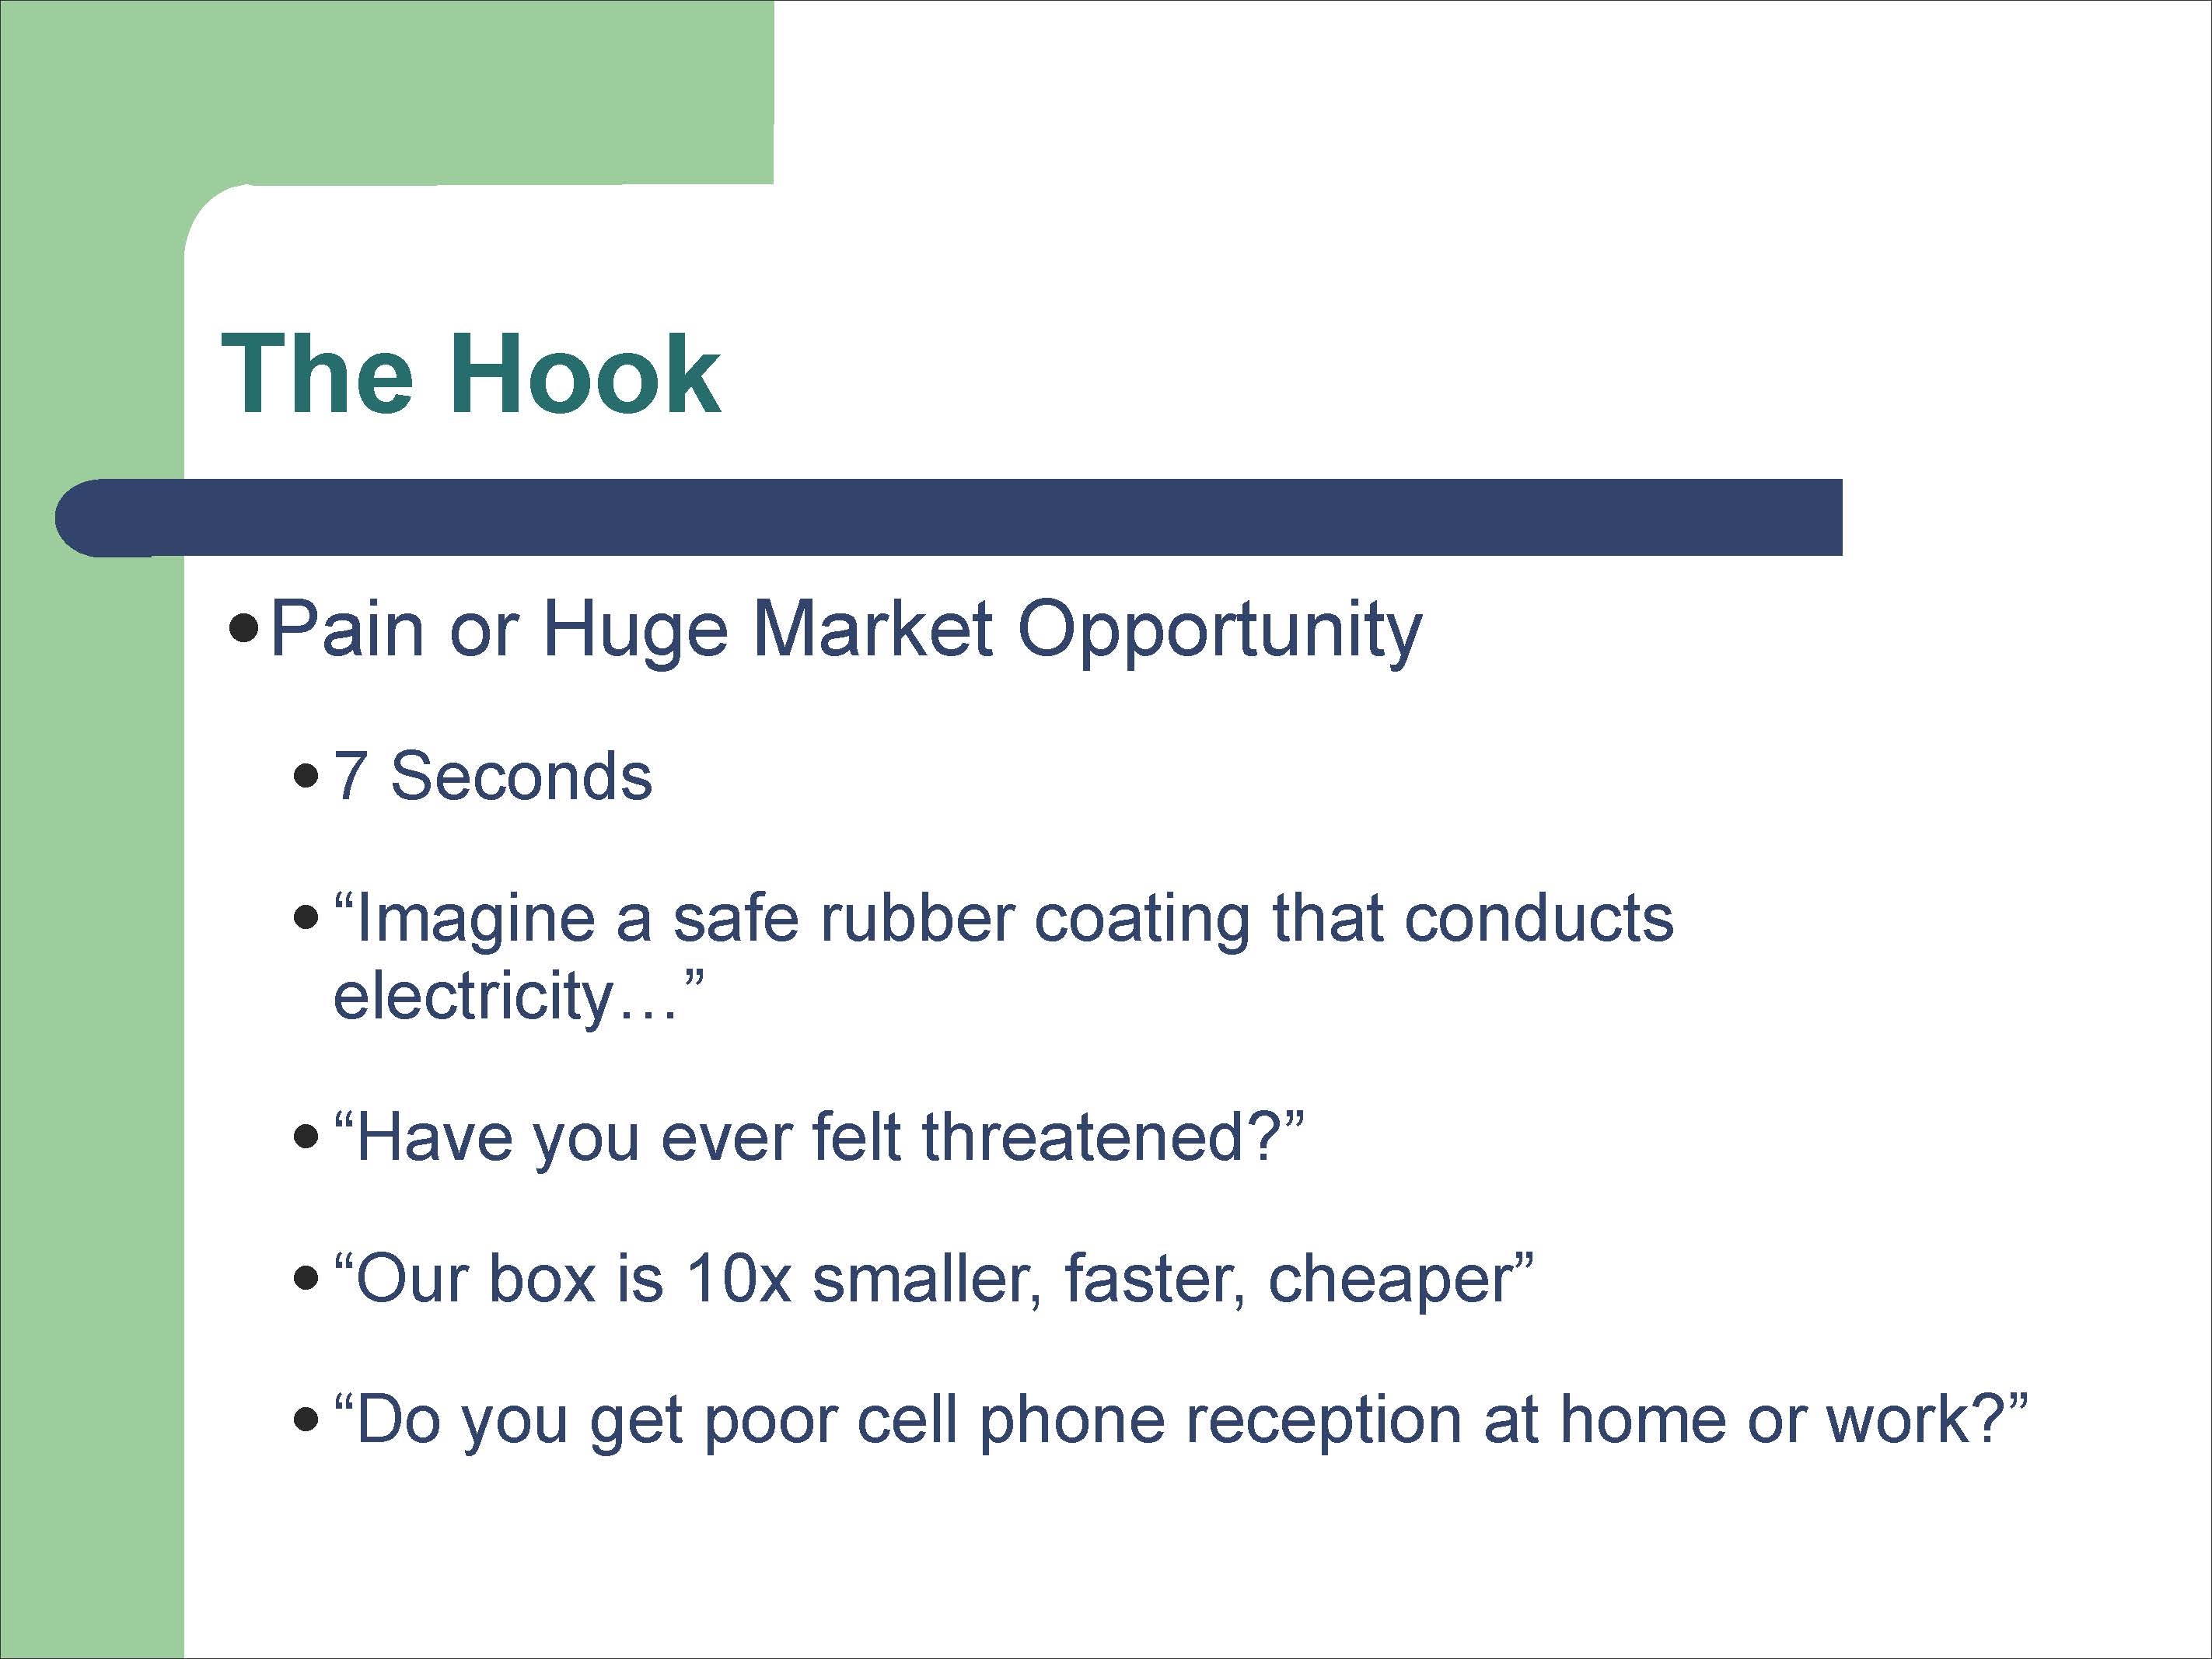 The Hook
•Pain or Huge Market Opportunity
•7 Seconds
•“Imagine a safe rubber coating that conducts
electricity…”
•“Have you ever felt threatened?”
•“Our box is 10x smaller, faster, cheaper”
•“Do you get poor cell phone reception at home or work?”